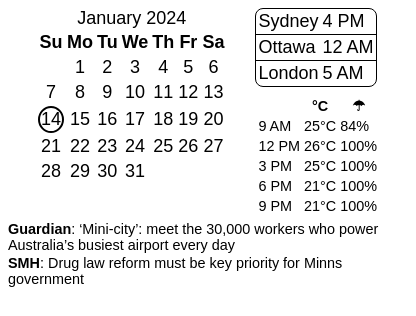 January 2024
Su Mo Tu We Th Fr Sa
1 2 3 4 5 6
7 8 9 10 11 12 13
14 15 16 17 18 19 20
21 22 23 24 25 26 27
28 29 30 31
Sydney 4 PM
Ottawa 12 AM
London 5 AM
°C ☂
9 AM 25°C 84%
12 PM 26°C 100%
3 PM 25°C 100%
6 PM 21°C 100%
9 PM 21°C 100%
Guardian: ‘Mini-city’: meet the 30,000 workers who power
Australia’s busiest airport every day
SMH: Drug law reform must be key priority for Minns
government